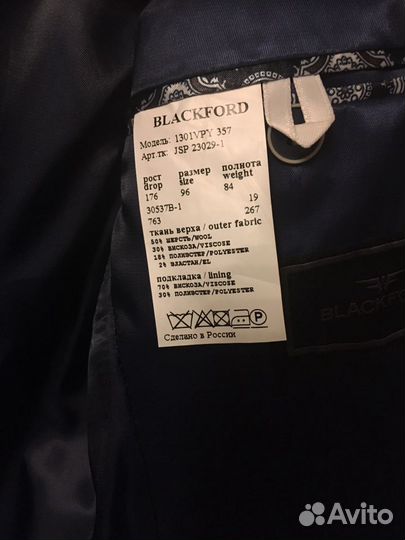 BLACKFORD
Модель: 1301VPY 357
Арт.тк: JSP 23029-1
рост размер полнота
drop size weight
176 96 84
30537B-1 19
763 267
ткань верха / outer fabric
50% ШЕРСТЬ/WOOL
30% ВИСКОЗА/VISCOSE
18% ПОЛИЭСТЕР/POLYESTER
2% ЭЛАСТАН/EL
подкладка / lining
70% ВИСКОЗА/VISCOSE
30% ПОЛИЭСТЕР/POLYESTER
P
Сделано в России
BLACKFORD
Avito